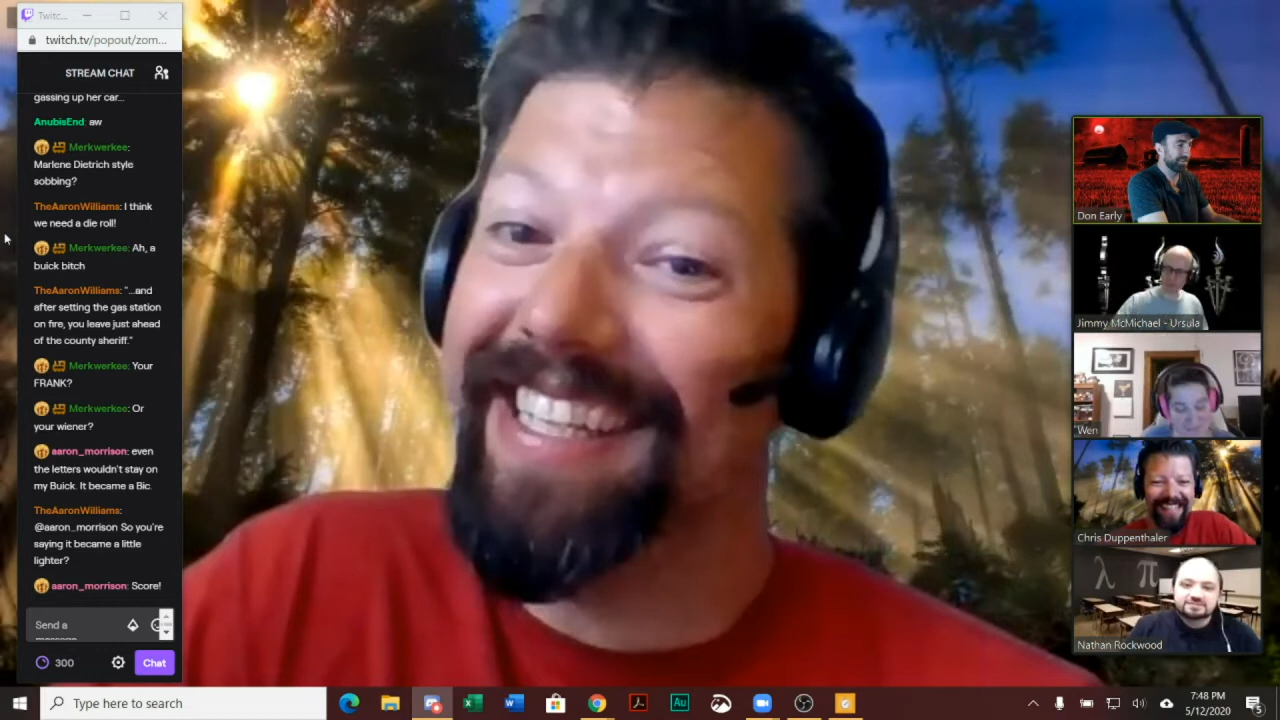 Twitc...
twitch.tv/popout/zom...
STREAM CHAT
gassing up her car...
AnubisEnd: aw
Merkwerkee:
Marlene Dietrich style
sobbing?
TheAaronWilliams: I think
we need a die roll!
Merkwerkee: Ah, a
buick bitch
TheAaronWilliams: "...and
after setting the gas station
on fire, you leave just ahead
of the county sheriff."
Merkwerkee: Your
FRANK?
Merkwerkee: Or
your wiener?
aaron_morrison: even
the letters wouldn't stay on
my Buick. It became a Bic.
TheAaronWilliams:
@aaron_morrison So you're
saying it became a little
lighter?
aaron_morrison: Score!
Send a
message
300
Chat
Don Early
Jimmy McMichael - Ursula
"Wen
Chris Duppenthaler
λ π
Nathan Rockwood
Type here to search
Au
7:48 PM
5/12/2020
5